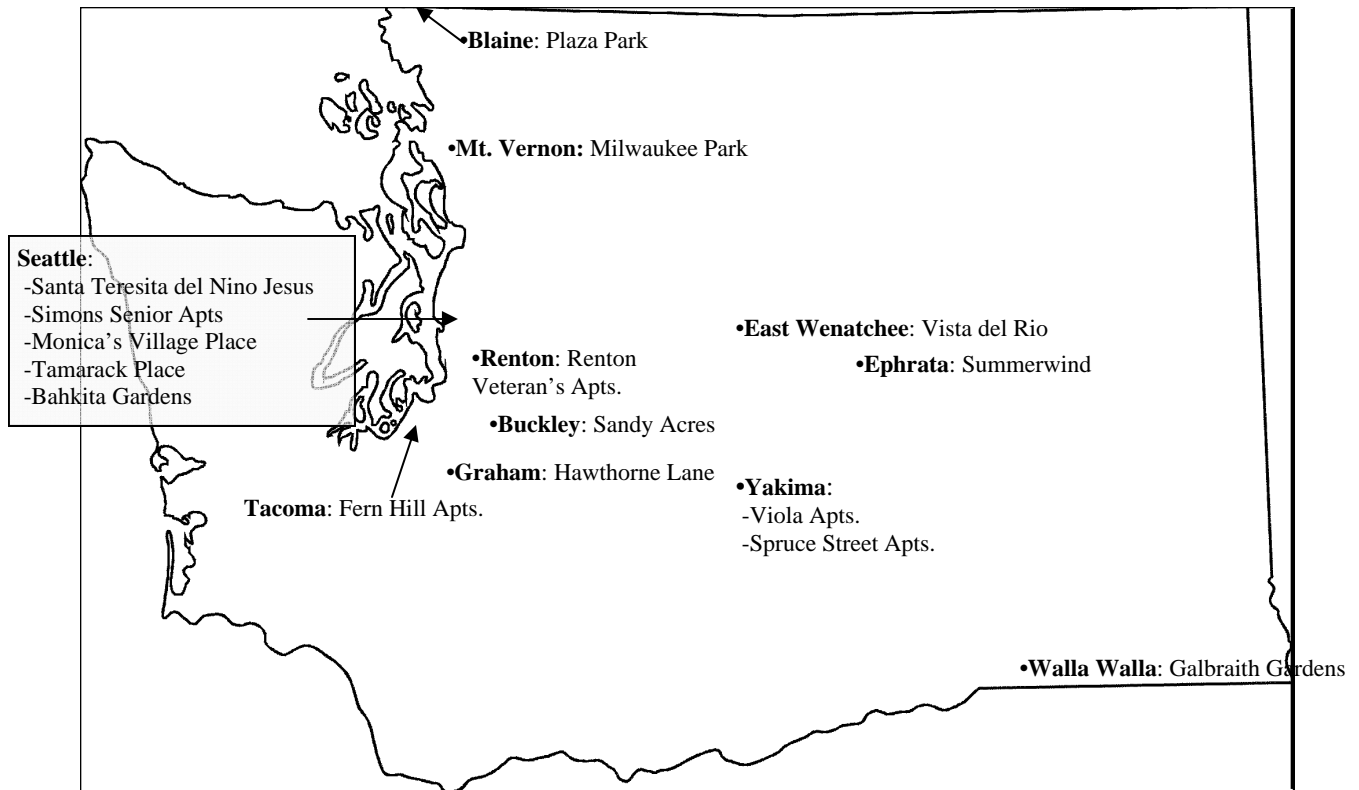 •Blaine: Plaza Park
•Mt. Vernon: Milwaukee Park
Seattle:
-Santa Teresita del Nino Jesus
-Simons Senior Apts
-Monica’s Village Place
-Tamarack Place
-Bahkita Gardens
•East Wenatchee: Vista del Rio
•Renton: Renton
Veteran’s Apts.
•Ephrata: Summerwind
•Buckley: Sandy Acres
•Graham: Hawthorne Lane
Tacoma: Fern Hill Apts.
•Yakima:
-Viola Apts.
-Spruce Street Apts.
•Walla Walla: Galbraith Gardens